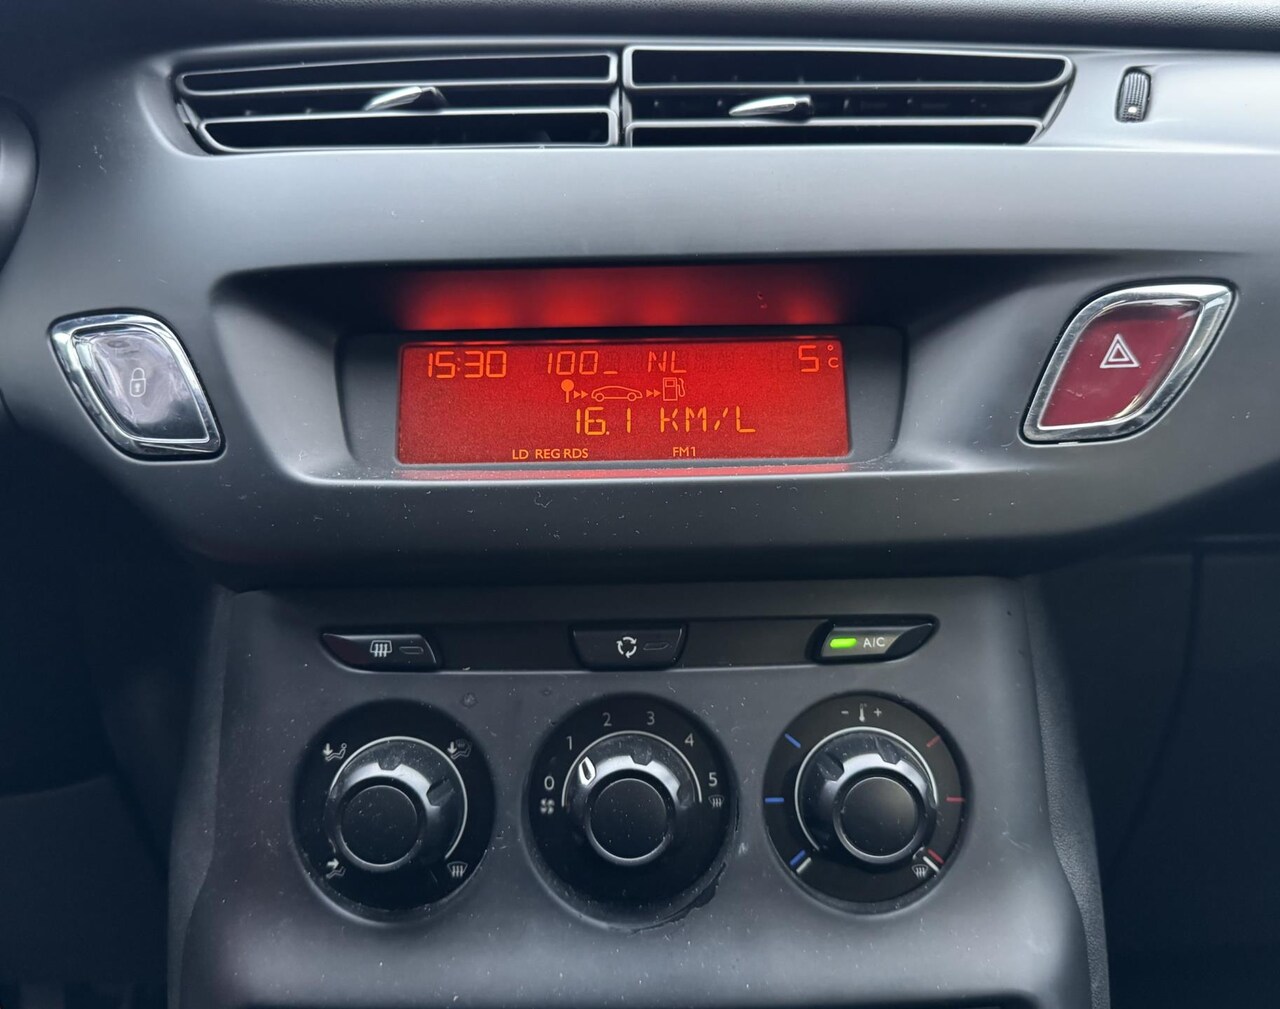 15:30 100_ NL 5°C
16.1 KM/L
LD REG RDS FM1
A/C
- +
2 3
1 4
0 5